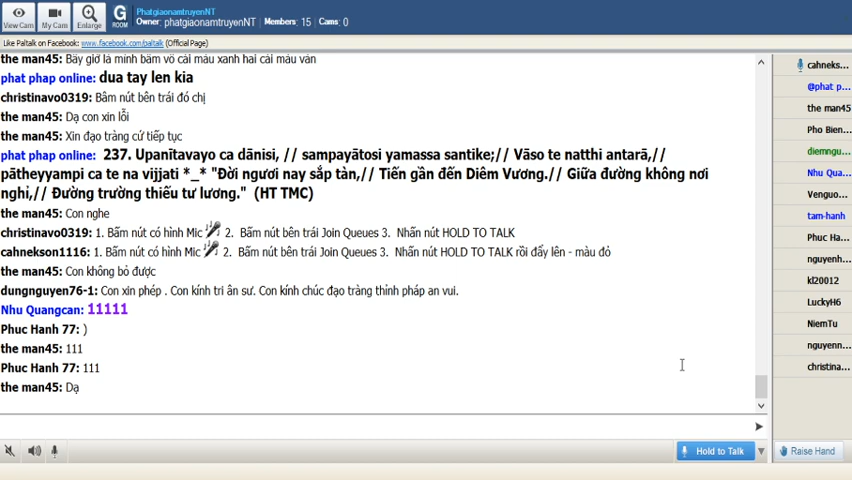 PhatgiaonamtruyenNT
Owner: phatgiaonamtruyenNT Members: 15 Cams: 0
View Cam My Cam Enlarge G ROOM
Like Paltalk on Facebook: www.facebook.com/paltalk (Official Page)
the man45: Bây giờ là mình bấm vô cái màu xanh hai cái màu vân
phat phap online: dua tay len kia
christinavo0319: Bâm nút bên trái đó chị
the man45: Dạ con xin lỗi
the man45: Xin đạo tràng cứ tiếp tục
phat phap online: 237. Upanītavayo ca dānisi, // sampayātosi yamassa santike;// Vāso te natthi antarā,//
pātheyyampi ca te na vijjati *_* "Đời ngươi nay sắp tàn,// Tiến gần đến Diêm Vương.// Giữa đường không nơi
nghỉ,// Đường trường thiếu tư lương." (HT TMC)
the man45: Con nghe
christinavo0319: 1. Bấm nút có hình Mic 2. Bấm nút bên trái Join Queues 3. Nhấn nút HOLD TO TALK
cahnekson1116: 1. Bấm nút có hình Mic 2. Bấm nút bên trái Join Queues 3. Nhấn nút HOLD TO TALK rồi đẩy lên - màu đỏ
the man45: Con không bỏ được
dungnguyen76-1: Con xin phép . Con kính tri ân sư. Con kính chúc đạo tràng thỉnh pháp an vui.
Nhu Quangcan: 11111
Phuc Hanh 77: )
the man45: 111
Phuc Hanh 77: 111
the man45: Dạ
Hold to Talk
Raise Hand
cahneks...
@phat p...
the man45
Pho Bien...
diemngu...
Nhu Qua...
Venguo...
tam-hanh
Phuc Ha...
nguyenh...
kl20012
LuckyH6
NiemTu
nguyenn...
christina...